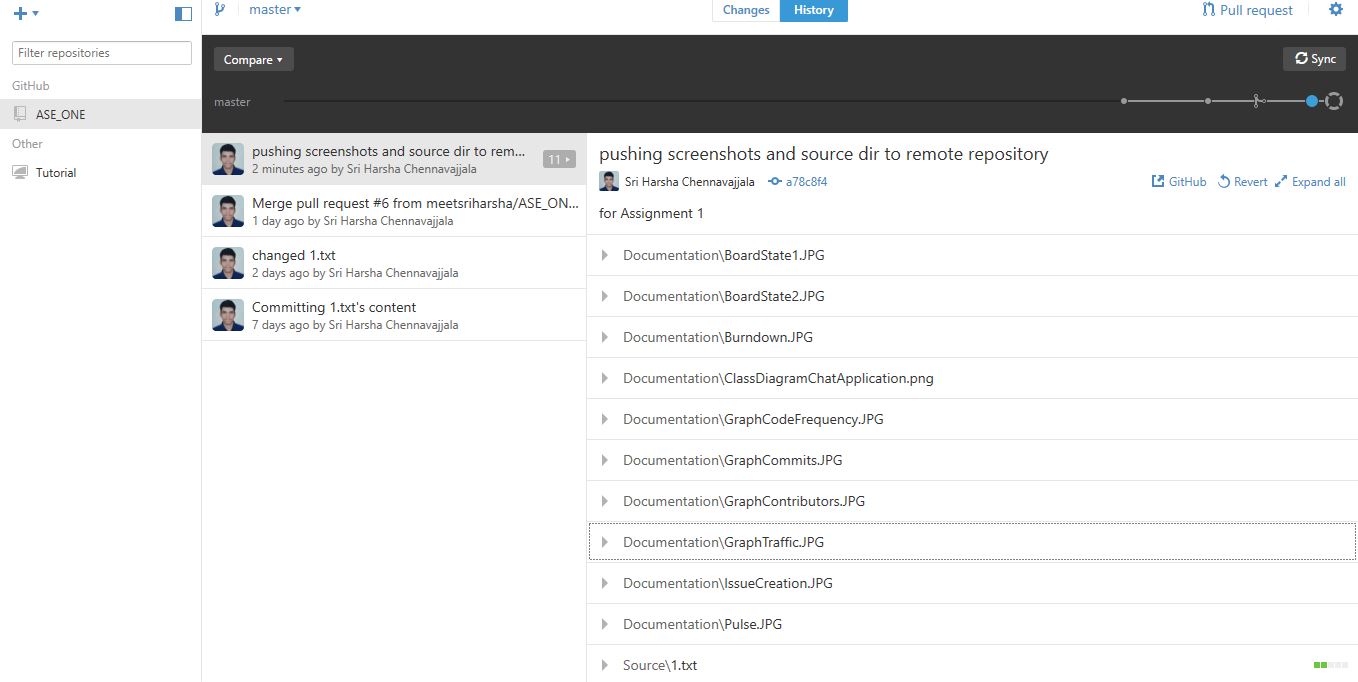 master
Changes
History
Pull request
Filter repositories
GitHub
ASE_ONE
Other
Tutorial
Compare
Sync
master
pushing screenshots and source dir to rem...
2 minutes ago by Sri Harsha Chennavajjala
11
Merge pull request #6 from meetsriharsha/ASE_ON...
1 day ago by Sri Harsha Chennavajjala
changed 1.txt
2 days ago by Sri Harsha Chennavajjala
Committing 1.txt's content
7 days ago by Sri Harsha Chennavajjala
pushing screenshots and source dir to remote repository
Sri Harsha Chennavajjala a78c8f4
GitHub Revert Expand all
for Assignment 1
Documentation\BoardState1.JPG
Documentation\BoardState2.JPG
Documentation\Burndown.JPG
Documentation\ClassDiagramChatApplication.png
Documentation\GraphCodeFrequency.JPG
Documentation\GraphCommits.JPG
Documentation\GraphContributors.JPG
Documentation\GraphTraffic.JPG
Documentation\IssueCreation.JPG
Documentation\Pulse.JPG
Source\1.txt